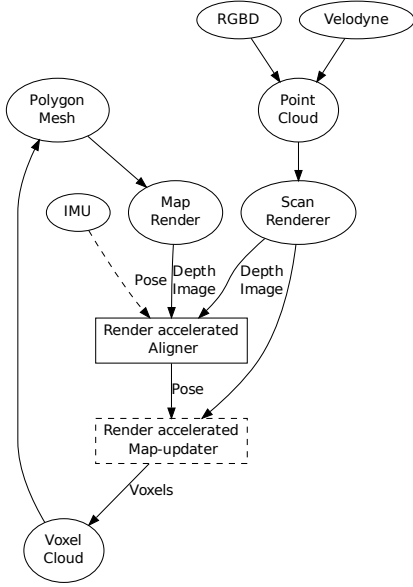 RGBD
Velodyne
Polygon
Mesh
Point
Cloud
IMU
Map
Render
Scan
Renderer
Pose
Depth
Image
Depth
Image
Render accelerated
Aligner
Pose
Render accelerated
Map-updater
Voxels
Voxel
Cloud